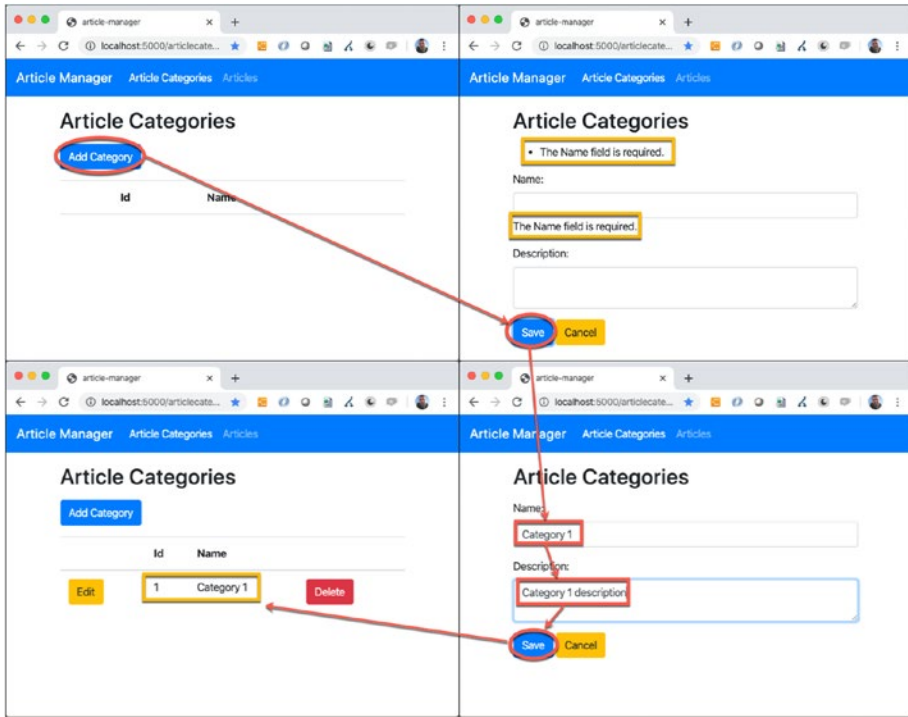 article-manager
localhost:5000/articlecate...
Article Manager Article Categories Articles
Article Categories
Add Category
Id Name
article-manager
localhost:5000/articlecate...
Article Manager Article Categories Articles
Article Categories
• The Name field is required.
Name:
The Name field is required.
Description:
Save Cancel
article-manager
localhost:5000/articlecate...
Article Manager Article Categories Articles
Article Categories
Add Category
Id Name
Edit 1 Category 1 Delete
article-manager
localhost:5000/articlecate...
Article Manager Article Categories Articles
Article Categories
Name:
Category 1
Description:
Category 1 description
Save Cancel